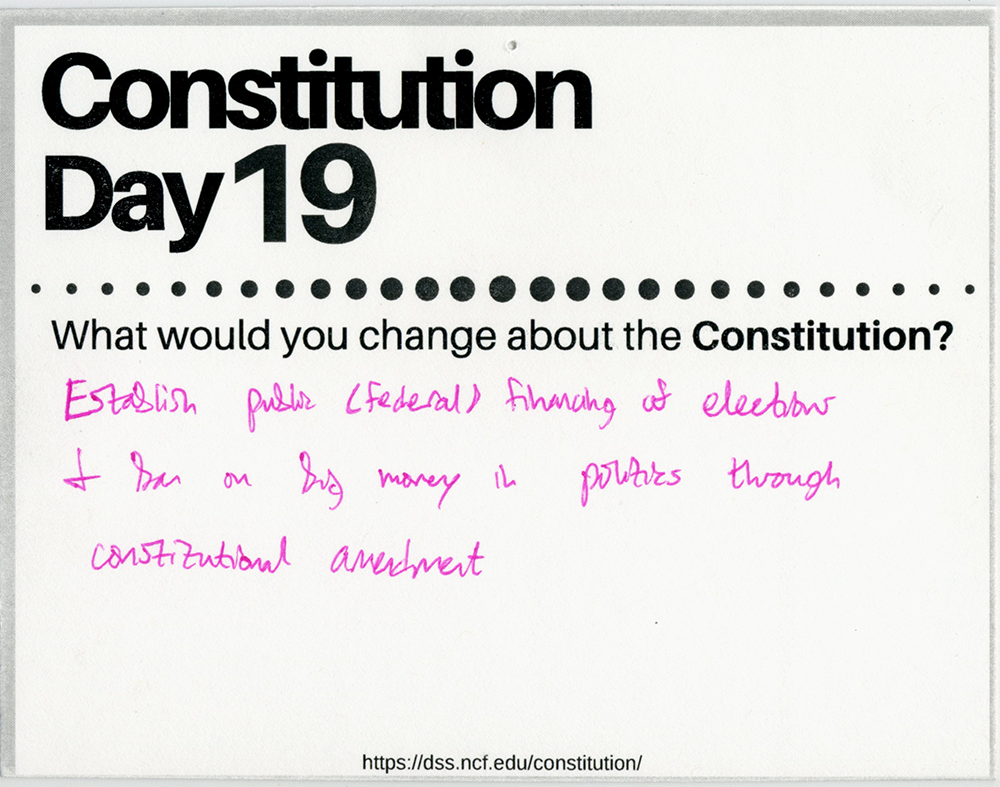 Constitution
Day 19
What would you change about the Constitution?
Establish public (federal) financing of elections
+ ban on big money in politics through
constitutional amendment
https://dss.ncf.edu/constitution/